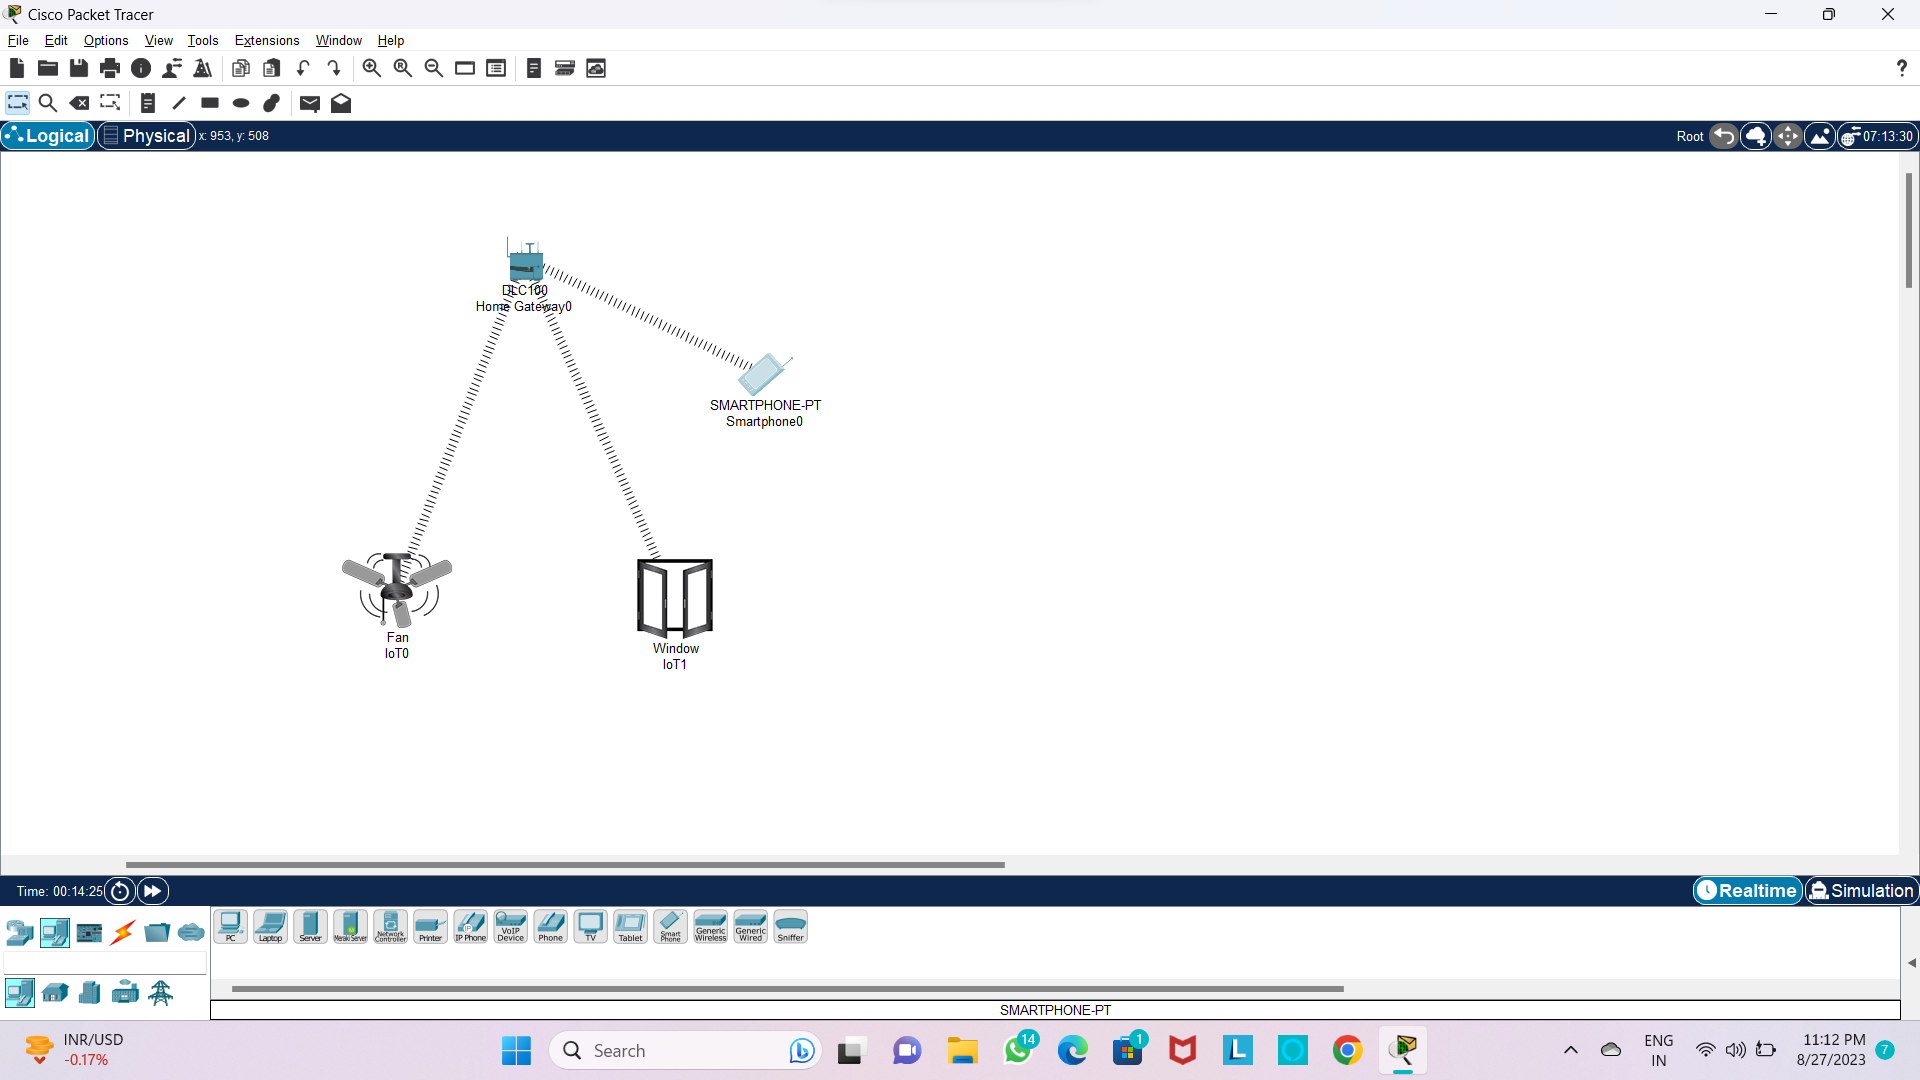 Cisco Packet Tracer
File Edit Options View Tools Extensions Window Help
?
Logical Physical x: 953, y: 508 Root 07:13:30
T
DLC100
Home Gateway0
SMARTPHONE-PT
Smartphone0
Fan
IoT0
Window
IoT1
Time: 00:14:25 Realtime Simulation
PC
Laptop
Server
Meraki Server
Network
Controller
Printer
IP Phone
VoIP
Device
Phone
TV
Tablet
Smart
Phone
Generic
Wireless
Generic
Wired
Sniffer
SMARTPHONE-PT
INR/USD
-0.17%
Search
14
1
L
ENG
IN
11:12 PM
8/27/2023
7